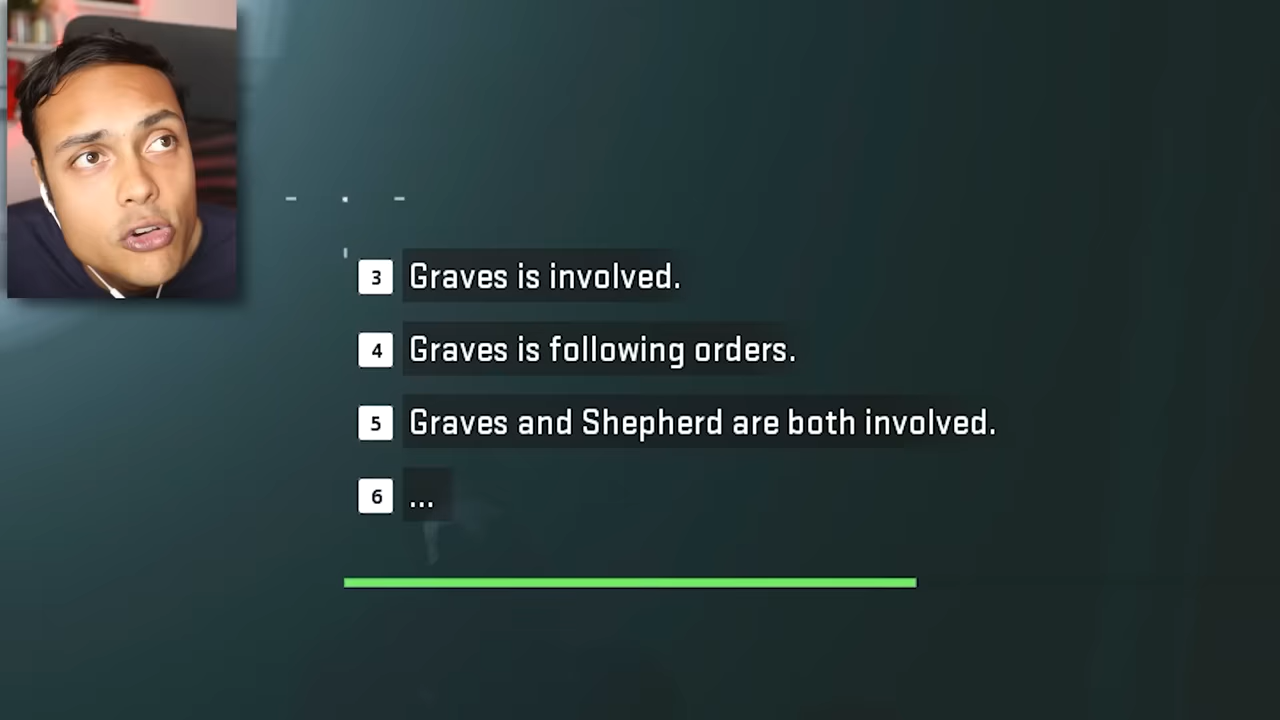 3 Graves is involved.
4 Graves is following orders.
5 Graves and Shepherd are both involved.
6 ...